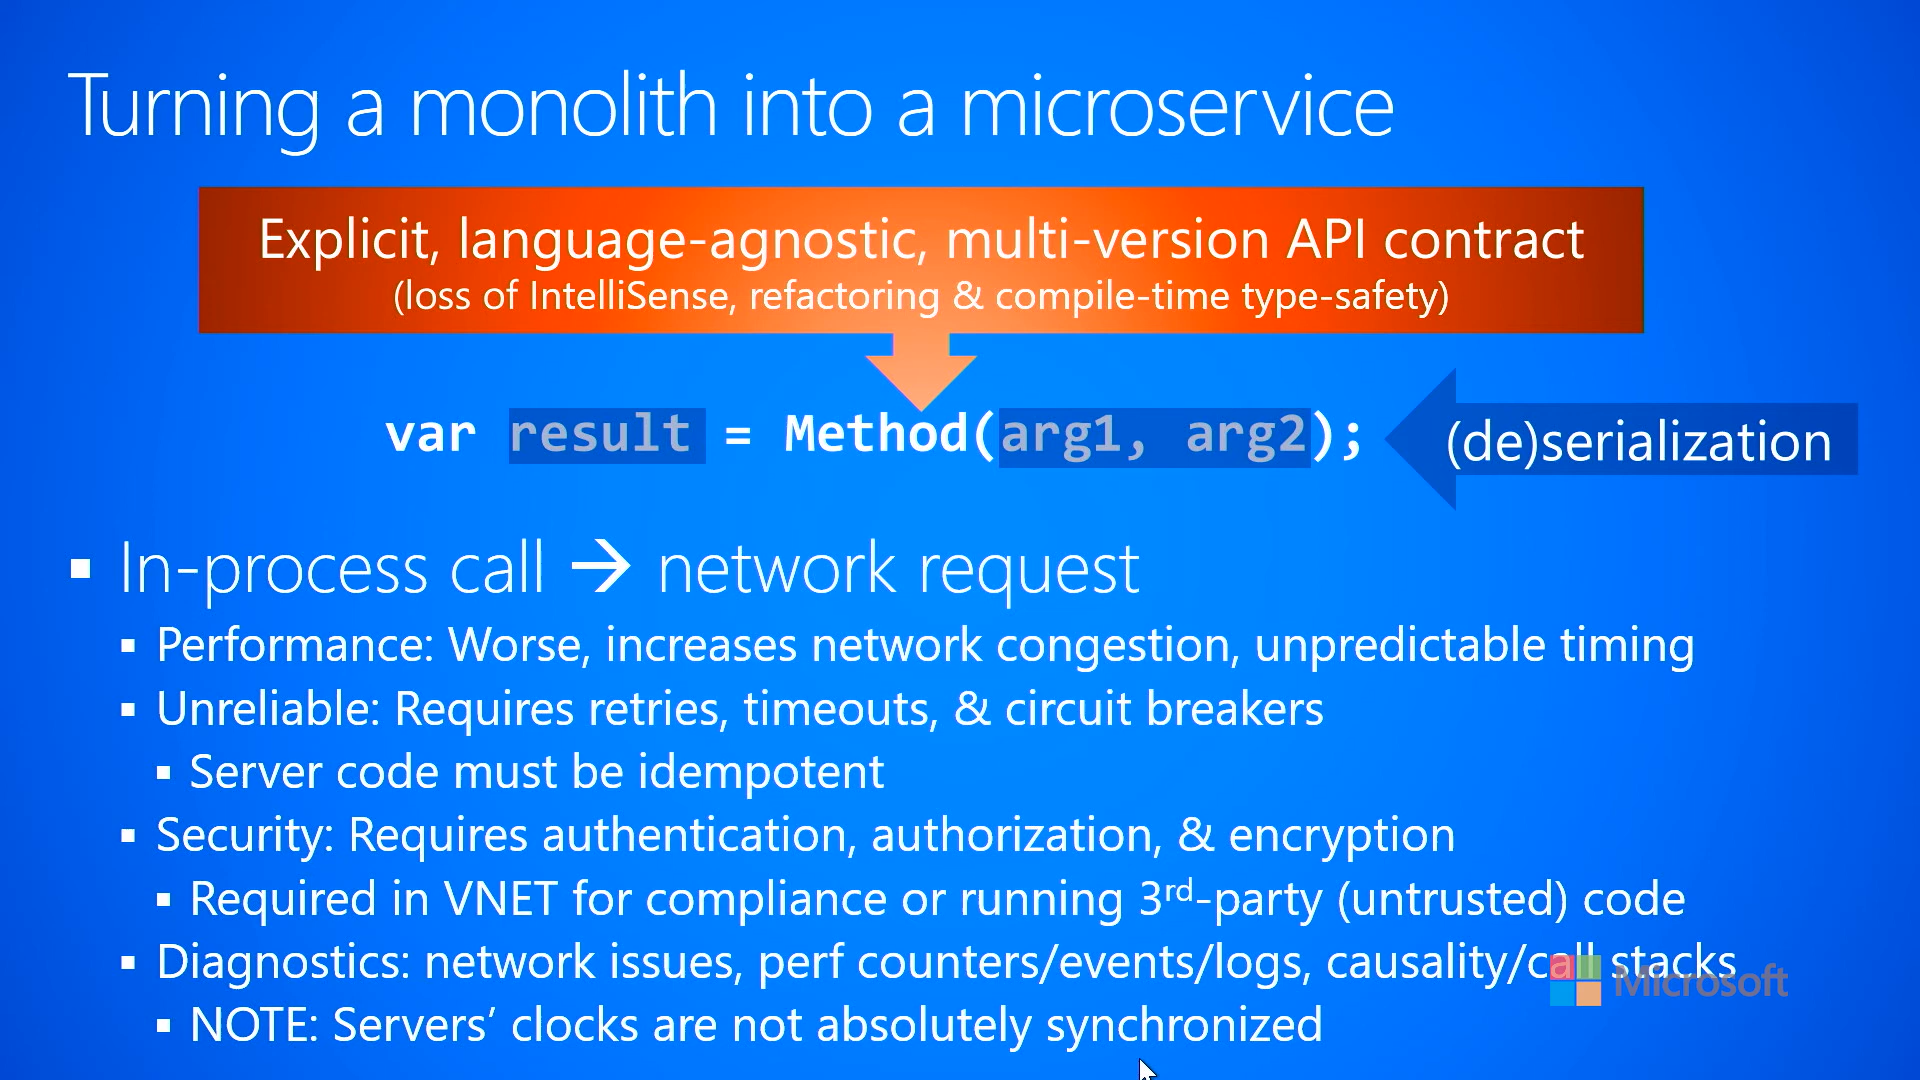 Turning a monolith into a microservice
Explicit, language-agnostic, multi-version API contract
(loss of IntelliSense, refactoring & compile-time type-safety)
var result = Method(arg1, arg2);
(de)serialization
▪ In-process call → network request
▪ Performance: Worse, increases network congestion, unpredictable timing
▪ Unreliable: Requires retries, timeouts, & circuit breakers
▪ Server code must be idempotent
▪ Security: Requires authentication, authorization, & encryption
▪ Required in VNET for compliance or running 3rd-party (untrusted) code
▪ Diagnostics: network issues, perf counters/events/logs, causality/call stacks
Microsoft
▪ NOTE: Servers’ clocks are not absolutely synchronized